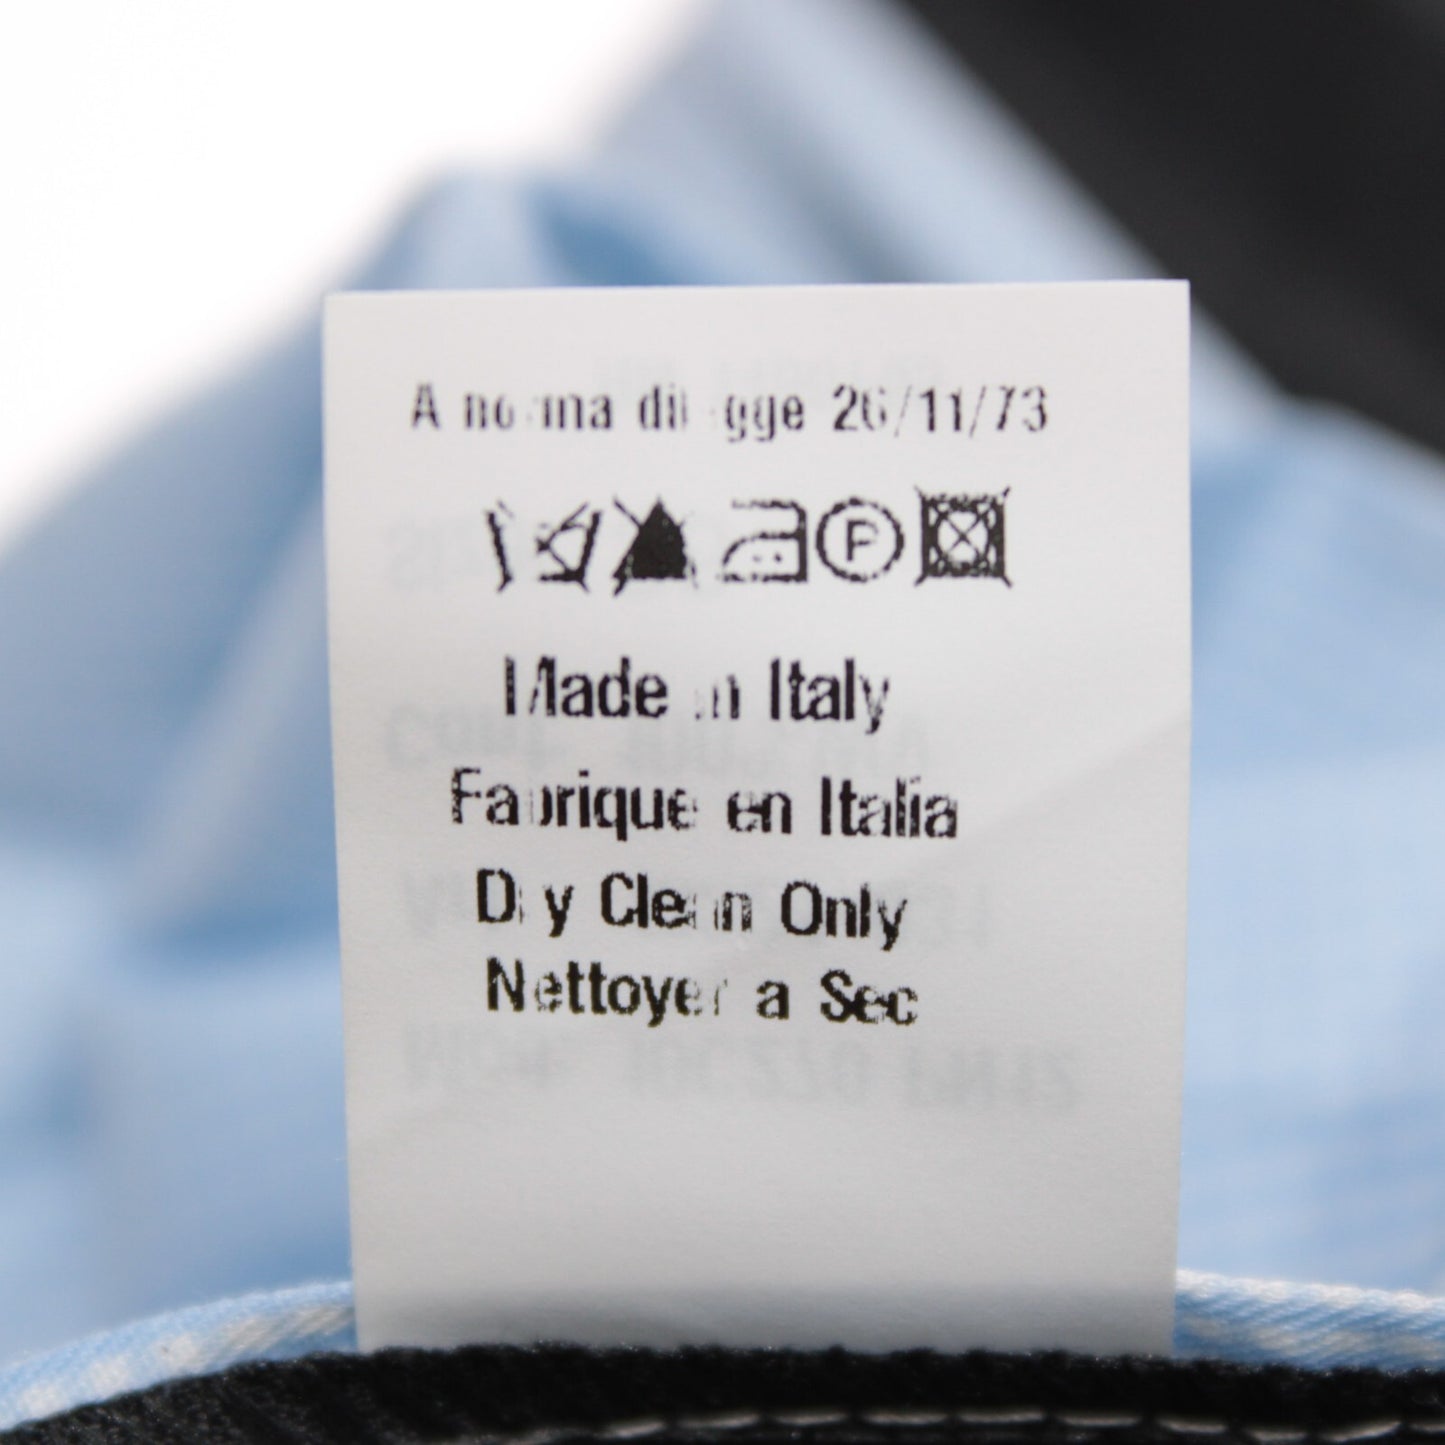 A norma di legge 26/11/73
P
Made in Italy
Fabrique en Italia
Dry Clean Only
Nettoyer a Sec